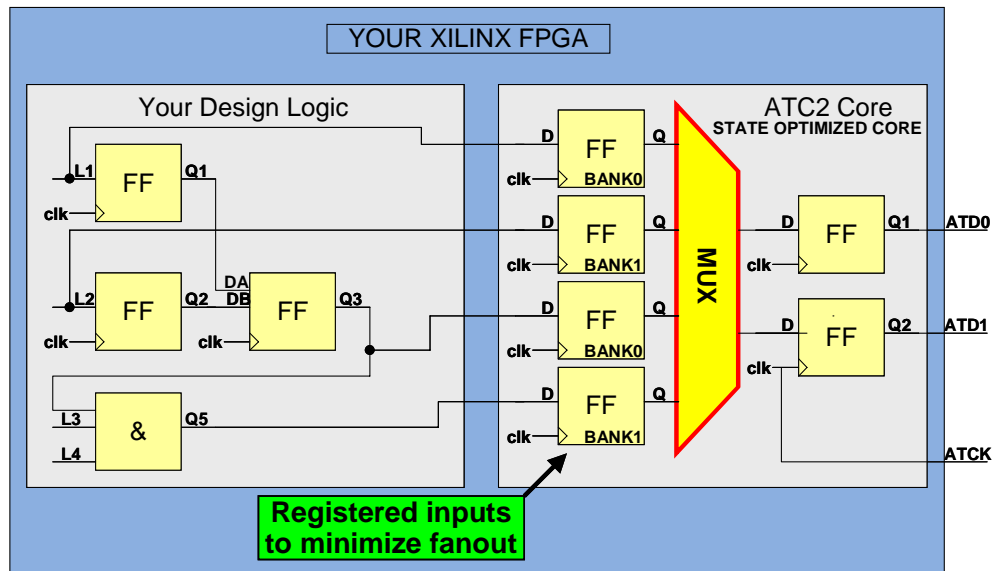 YOUR XILINX FPGA
Your Design Logic
L1
FF
Q1
clk
L2
FF
Q2
clk
DA
DB
FF
Q3
clk
L3
L4
&
Q5
ATC2 Core
STATE OPTIMIZED CORE
D
FF
Q
clk
BANK0
D
FF
Q
clk
BANK1
D
FF
Q
clk
BANK0
D
FF
Q
clk
BANK1
MUX
D
FF
Q1
clk
ATD0
D
FF
Q2
clk
ATD1
ATCK
Registered inputs
to minimize fanout